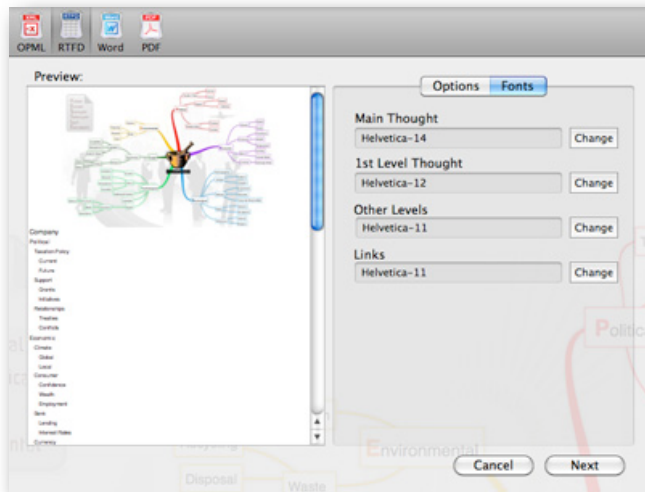 OPML RTFD Word PDF
Preview:
Options Fonts
Main Thought
Helvetica-14 Change
1st Level Thought
Helvetica-12 Change
Other Levels
Helvetica-11 Change
Links
Helvetica-11 Change
Company
Political
Taxation Policy
Current
Future
Support
Grants
Initiatives
Relationships
Treaties
Conflicts
Economics
Climate
Global
Local
Consumer
Confidence
Wealth
Employment
Bank
Lending
Interest Rates
Currency
Politica
Environmental
Disposal
Waste
Cancel Next